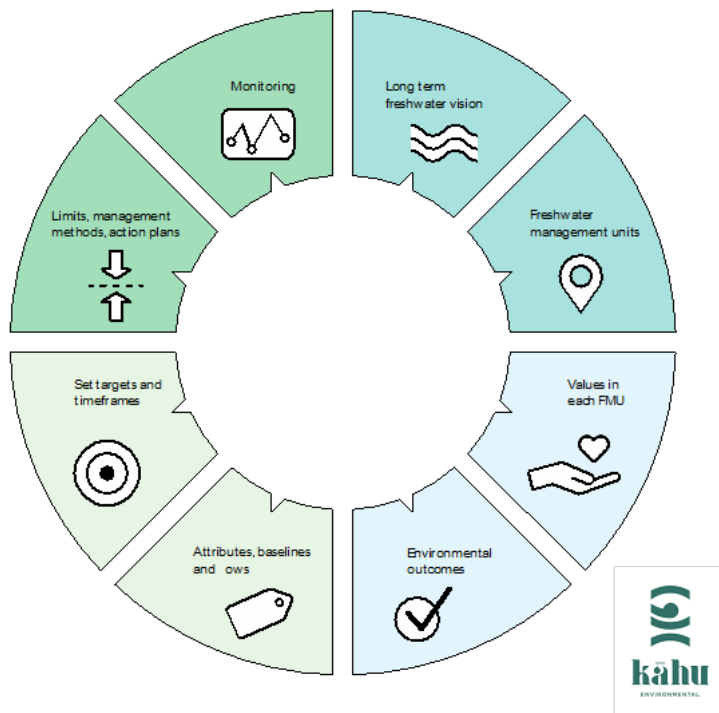 Monitoring
Long term
freshwater vision
Freshwater
management units
Values in
each FMU
Environmental
outcomes
Attributes, baselines
and ows
Set targets and
timeframes
Limits, management
methods, action plans
kāhu
ENVIRONMENTAL